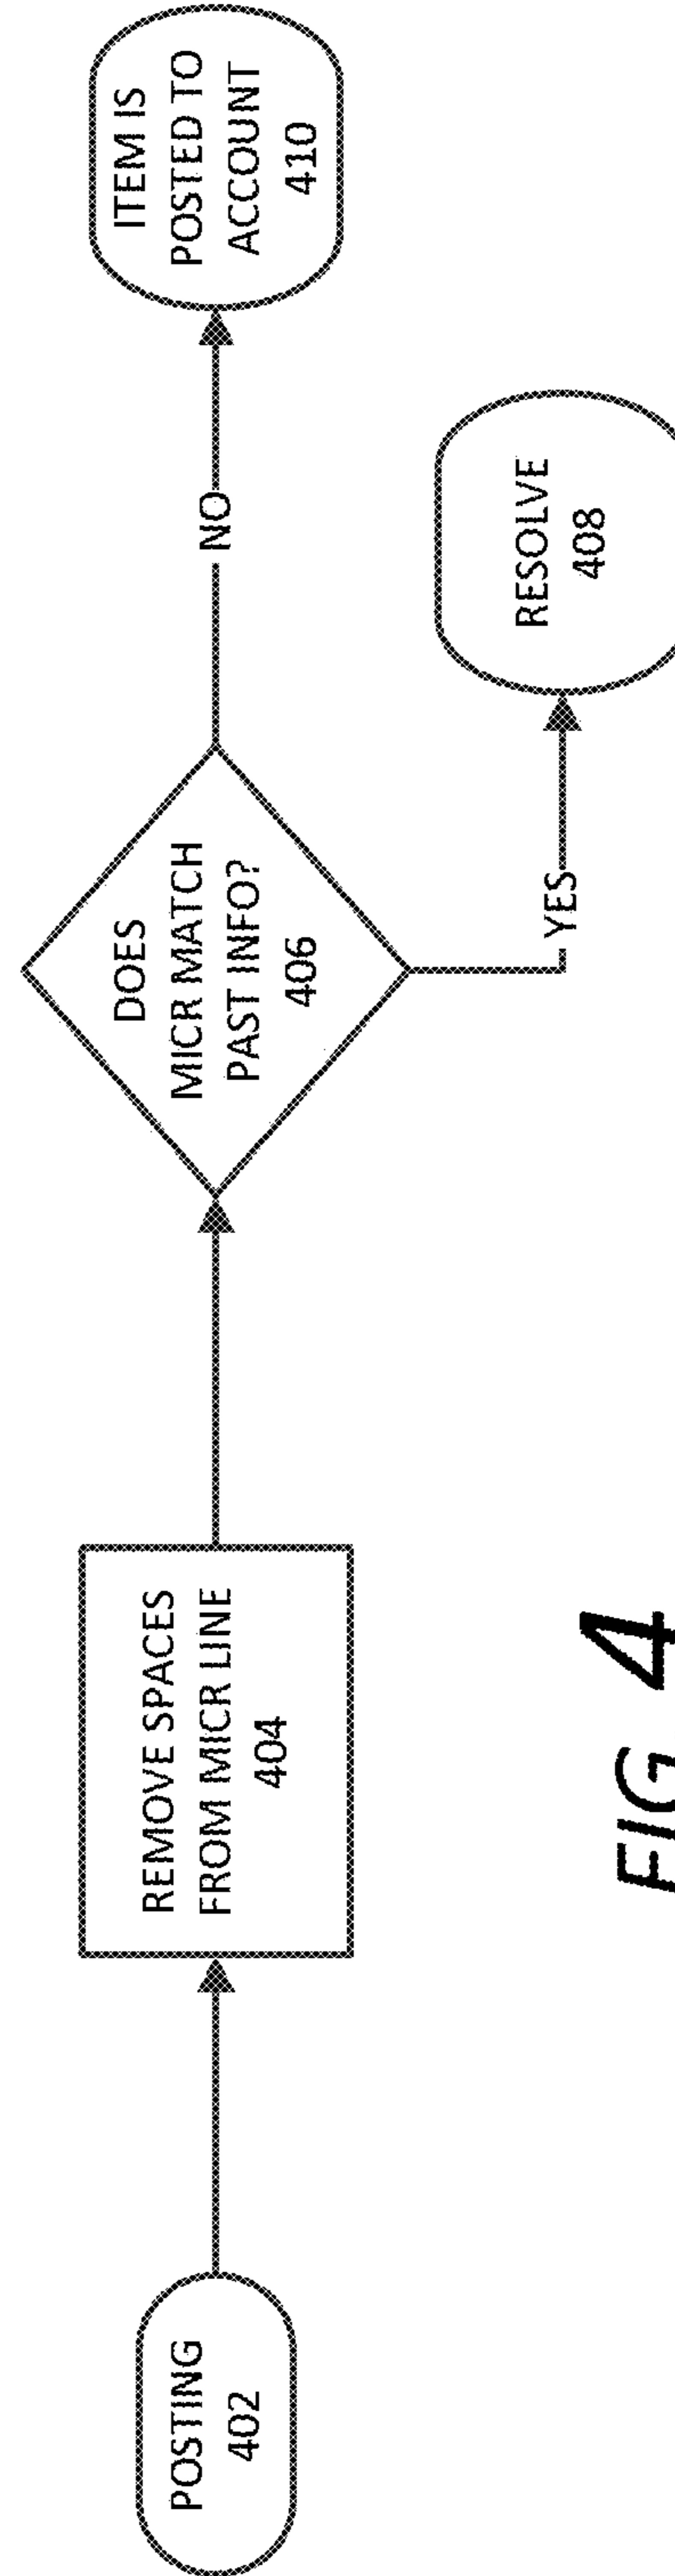 POSTING
402
REMOVE SPACES
FROM MICR LINE
404
DOES
MICR MATCH
PAST INFO?
406
NO
YES
ITEM IS
POSTED TO
ACCOUNT
410
RESOLVE
408
FIG. 4